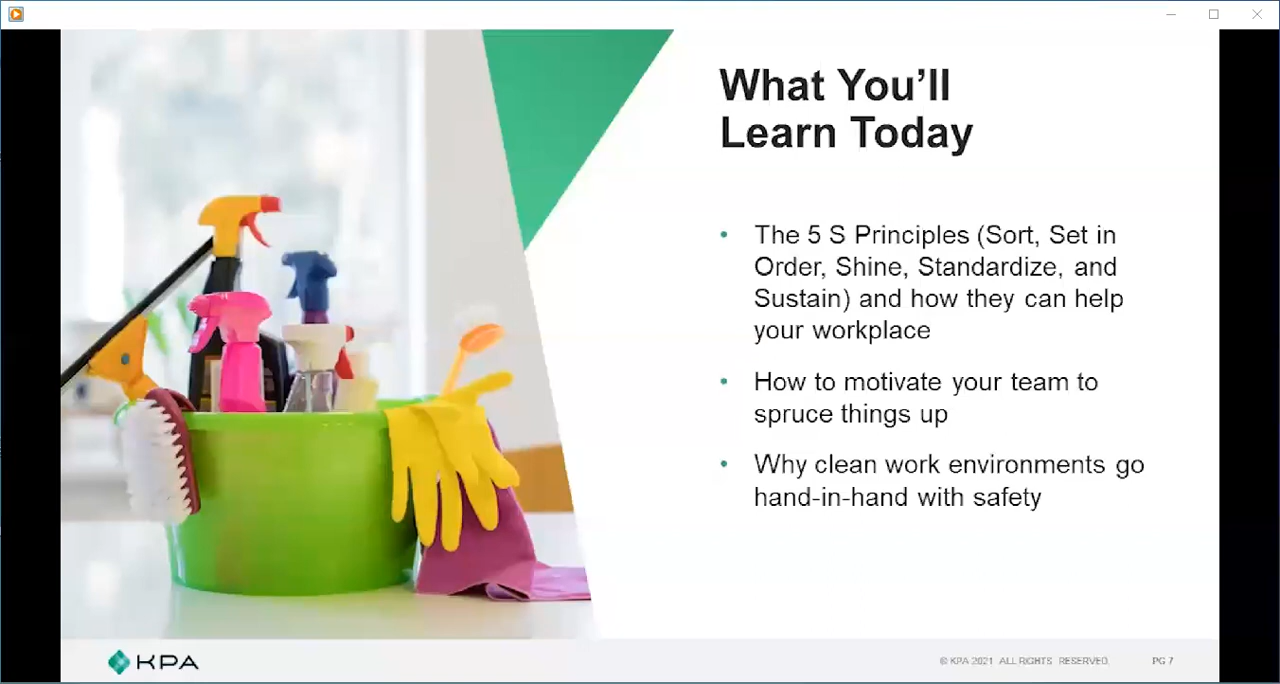 What You’ll
Learn Today
• The 5 S Principles (Sort, Set in
Order, Shine, Standardize, and
Sustain) and how they can help
your workplace
• How to motivate your team to
spruce things up
• Why clean work environments go
hand-in-hand with safety
KPA
© KPA 2021 ALL RIGHTS RESERVED.
PG 7